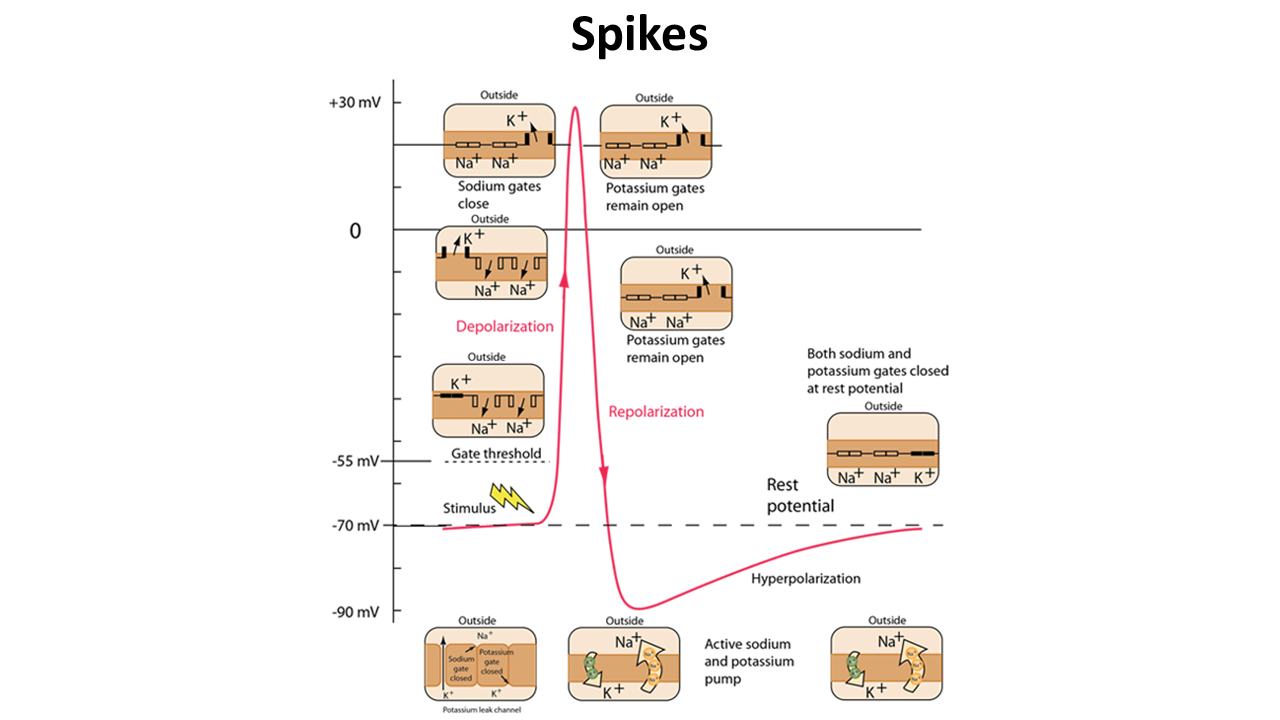 Spikes
+30 mV
Outside
K+
Na+ Na+
Sodium gates
close
Outside
K+
Na+ Na+
Potassium gates
remain open
0
Outside
K+
Na+ Na+
Depolarization
Outside
K+
Na+ Na+
Potassium gates
remain open
Outside
K+
Na+ Na+
Repolarization
Both sodium and
potassium gates closed
at rest potential
Outside
Na+ Na+ K+
-55 mV
Gate threshold
Stimulus
Rest
potential
-70 mV
Hyperpolarization
-90 mV
Outside
Na+
Sodium
gate
closed
Potassium
gate
closed
K+
K+
Potassium leak channel
Outside
Na+
K+
Active sodium
and potassium
pump
Outside
Na+
K+